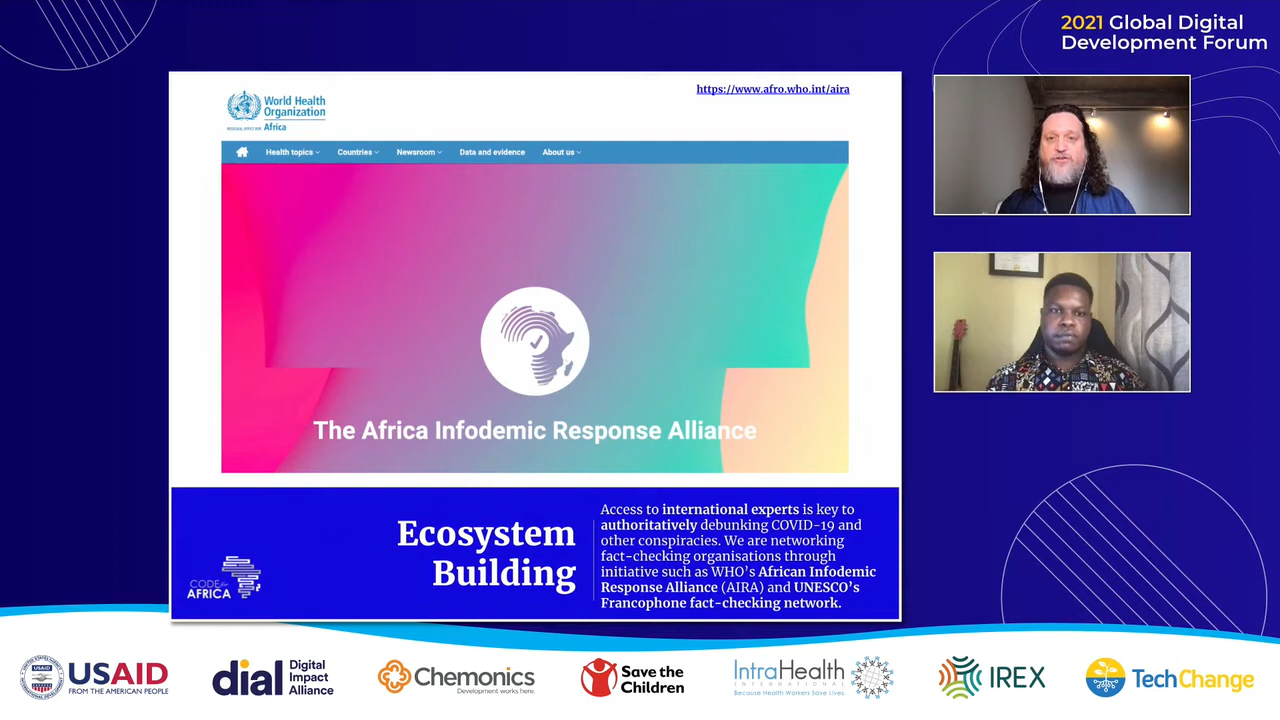 2021 Global Digital
Development Forum
https://www.afro.who.int/aira
World Health
Organization
REGIONAL OFFICE FOR Africa
Health topics
Countries
Newsroom
Data and evidence
About us
The Africa Infodemic Response Alliance
Ecosystem
Building
Access to international experts is key to
authoritatively debunking COVID-19 and
other conspiracies. We are networking
fact-checking organisations through
initiative such as WHO's African Infodemic
Response Alliance (AIRA) and UNESCO's
Francophone fact-checking network.
CODE for
AFRICA
USAID
FROM THE AMERICAN PEOPLE
dial
Digital
Impact
Alliance
Chemonics
Development works here.
Save the
Children
IntraHealth
INTERNATIONAL
Because Health Workers Save Lives.
IREX
TechChange